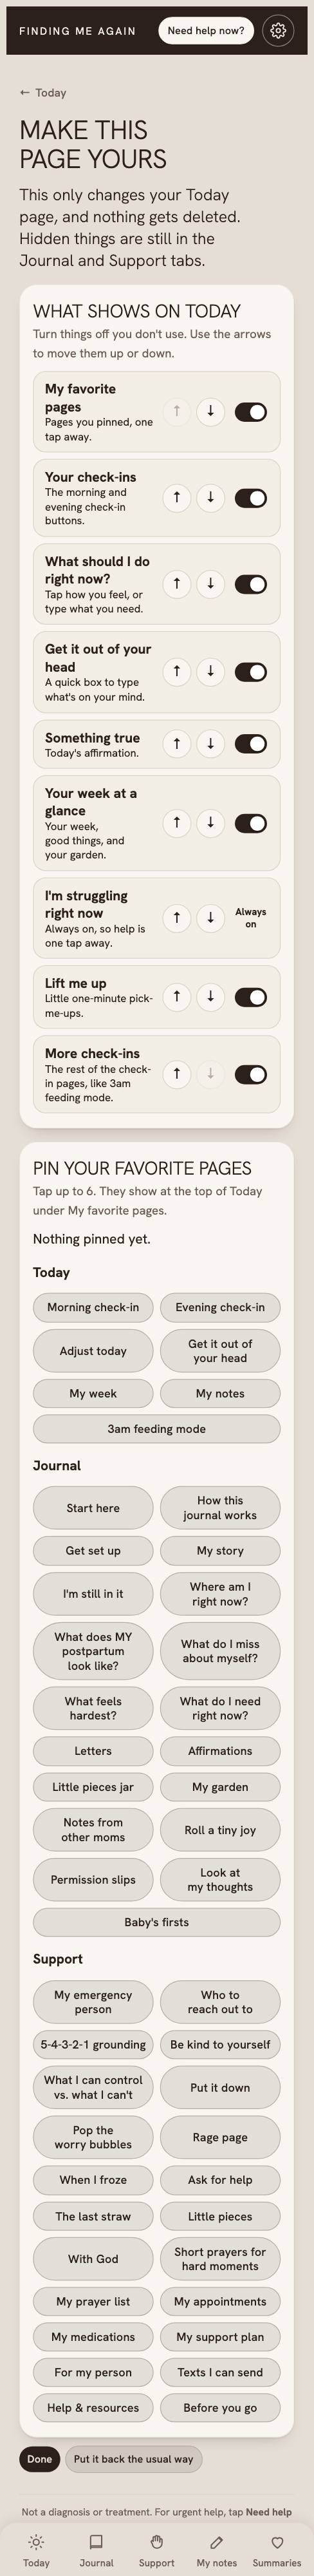 FINDING ME AGAIN
Need help now?
← Today
MAKE THIS
PAGE YOURS
This only changes your Today
page, and nothing gets deleted.
Hidden things are still in the
Journal and Support tabs.
WHAT SHOWS ON TODAY
Turn things off you don't use. Use the arrows
to move them up or down.
My favorite
pages
Pages you pinned, one
tap away.
↑ ↓
Your check-ins
The morning and
evening check-in
buttons.
↑ ↓
What should I do
right now?
Tap how you feel, or
type what you need.
↑ ↓
Get it out of your
head
A quick box to type
what's on your mind.
↑ ↓
Something true
Today's affirmation.
↑ ↓
Your week at a
glance
Your week,
good things, and
your garden.
↑ ↓
I'm struggling
right now
Always on, so help is
one tap away.
↑ ↓
Always
on
Lift me up
Little one-minute pick-
me-ups.
↑ ↓
More check-ins
The rest of the check-
in pages, like 3am
feeding mode.
↑ ↓
PIN YOUR FAVORITE PAGES
Tap up to 6. They show at the top of Today
under My favorite pages.
Nothing pinned yet.
Today
Morning check-in
Evening check-in
Adjust today
Get it out of
your head
My week
My notes
3am feeding mode
Journal
Start here
How this
journal works
Get set up
My story
I'm still in it
Where am I
right now?
What does MY
postpartum
look like?
What do I miss
about myself?
What feels
hardest?
What do I need
right now?
Letters
Affirmations
Little pieces jar
My garden
Notes from
other moms
Roll a tiny joy
Permission slips
Look at
my thoughts
Baby's firsts
Support
My emergency
person
Who to
reach out to
5-4-3-2-1 grounding
Be kind to yourself
What I can control
vs. what I can't
Put it down
Pop the
worry bubbles
Rage page
When I froze
Ask for help
The last straw
Little pieces
With God
Short prayers for
hard moments
My prayer list
My appointments
My medications
My support plan
For my person
Texts I can send
Help & resources
Before you go
Done
Put it back the usual way
Not a diagnosis or treatment. For urgent help, tap Need help
Today
Journal
Support
My notes
Summaries